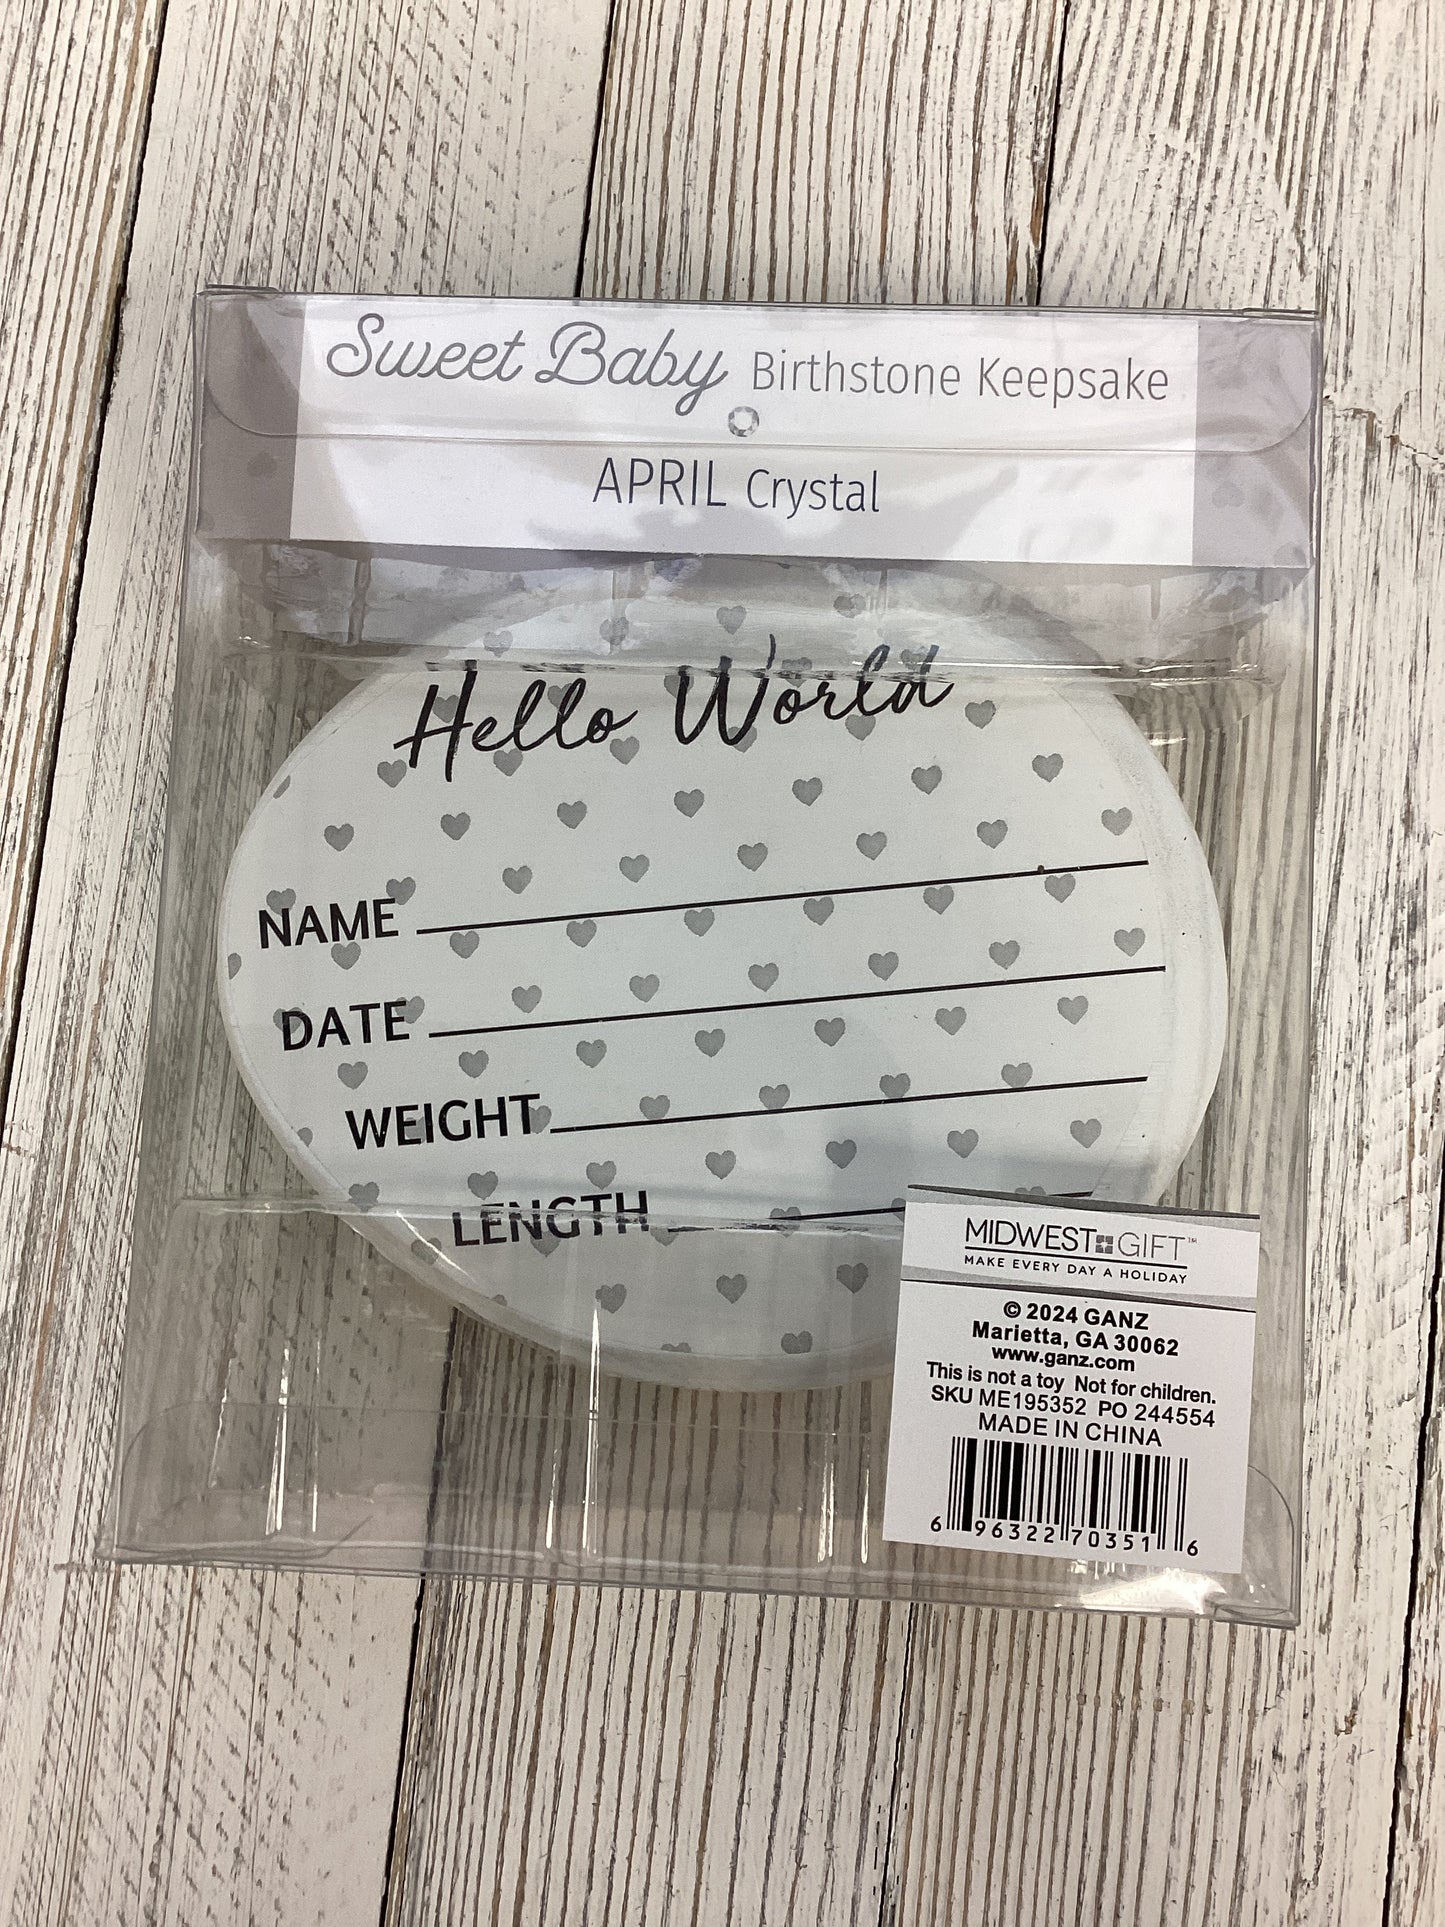 Sweet Baby Birthstone Keepsake
APRIL Crystal
Hello World
NAME
DATE
WEIGHT
LENGTH
MIDWEST GIFT™
MAKE EVERY DAY A HOLIDAY
© 2024 GANZ
Marietta, GA 30062
www.ganz.com
This is not a toy Not for children.
SKU ME195352 PO 244554
MADE IN CHINA
6 96322 70351 6